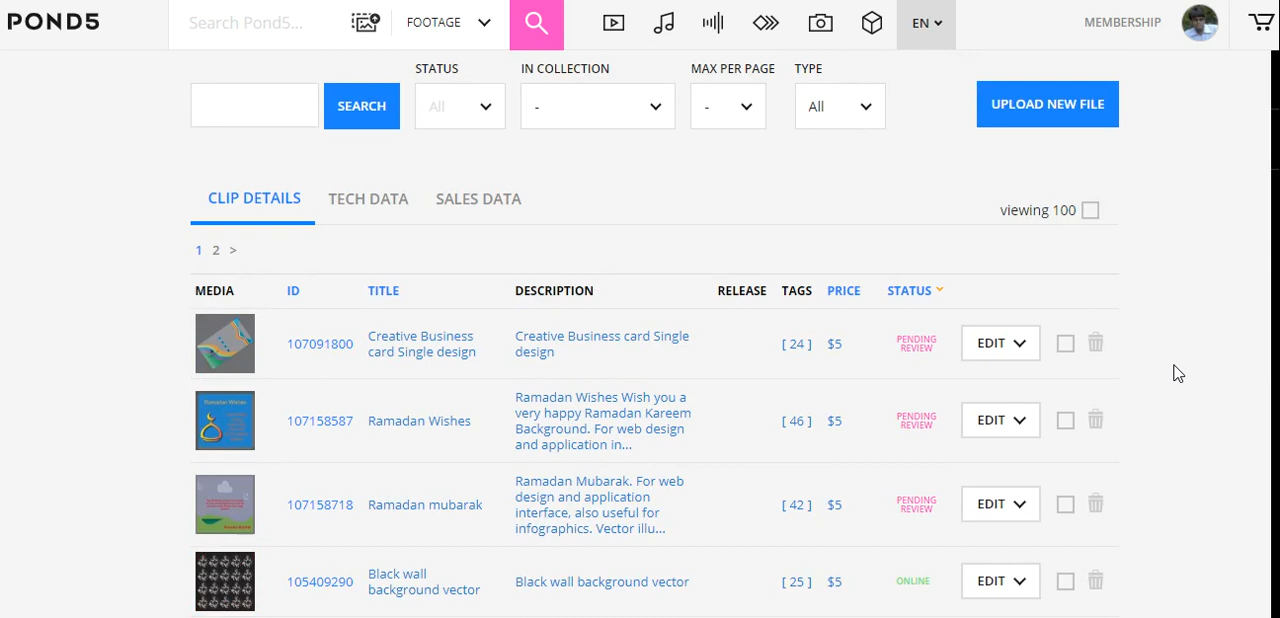 POND5
Search Pond5...
FOOTAGE
EN
MEMBERSHIP
STATUS
IN COLLECTION
MAX PER PAGE
TYPE
SEARCH
All
-
-
All
UPLOAD NEW FILE
CLIP DETAILS
TECH DATA
SALES DATA
viewing 100
1 2 >
MEDIA
ID
TITLE
DESCRIPTION
RELEASE
TAGS
PRICE
STATUS
107091800
Creative Business
card Single design
Creative Business card Single
design
[ 24 ]
$5
PENDING
REVIEW
EDIT
Ramadan Wishes
107158587
Ramadan Wishes
Ramadan Wishes Wish you a
very happy Ramadan Kareem
Background. For web design
and application in...
[ 46 ]
$5
PENDING
REVIEW
EDIT
107158718
Ramadan mubarak
Ramadan Mubarak. For web
design and application
interface, also useful for
infographics. Vector illu...
[ 42 ]
$5
PENDING
REVIEW
EDIT
105409290
Black wall
background vector
Black wall background vector
[ 25 ]
$5
ONLINE
EDIT